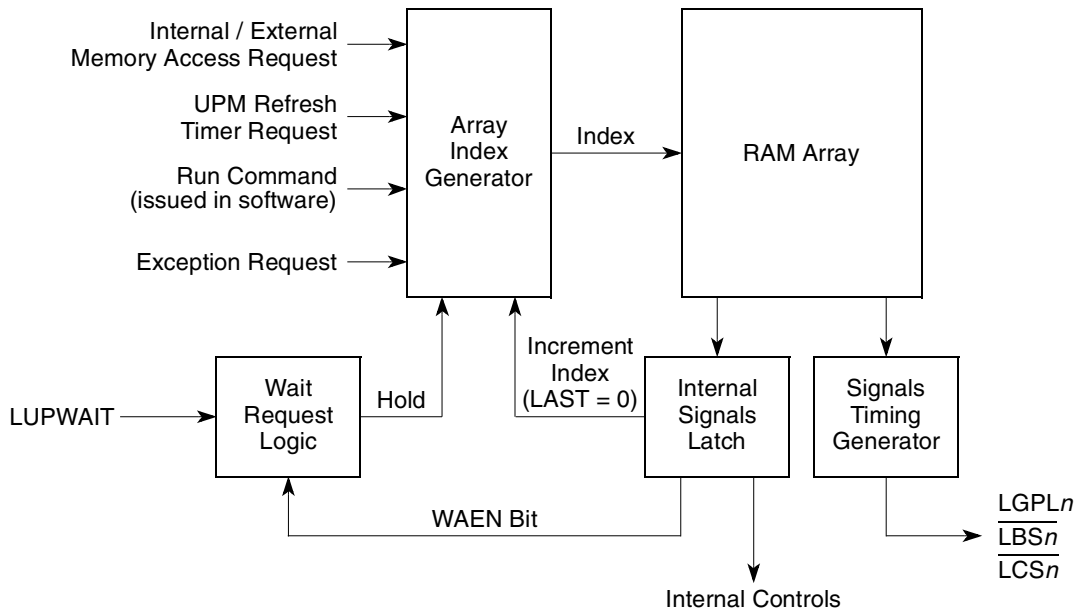 Internal / External
Memory Access Request
UPM Refresh
Timer Request
Run Command
(issued in software)
Exception Request
Array
Index
Generator
Index
RAM Array
LUPWAIT
Wait
Request
Logic
Hold
Increment
Index
(LAST = 0)
Internal
Signals
Latch
Signals
Timing
Generator
WAEN Bit
LGPLn
LBSn
LCSn
Internal Controls